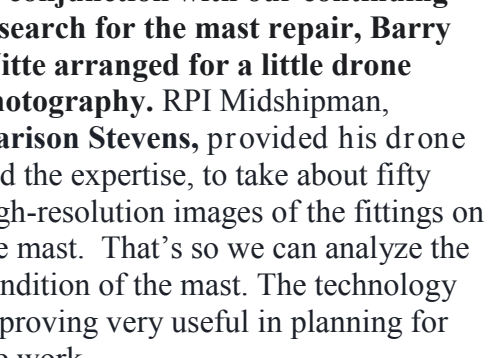 conjunction with our continuing
search for the mast repair, Barry
itte arranged for a little drone
otography. RPI Midshipman,
arison Stevens, provided his drone
d the expertise, to take about fifty
gh-resolution images of the fittings on
e mast.  That’s so we can analyze the
ndition of the mast. The technology
proving very useful in planning for
e work